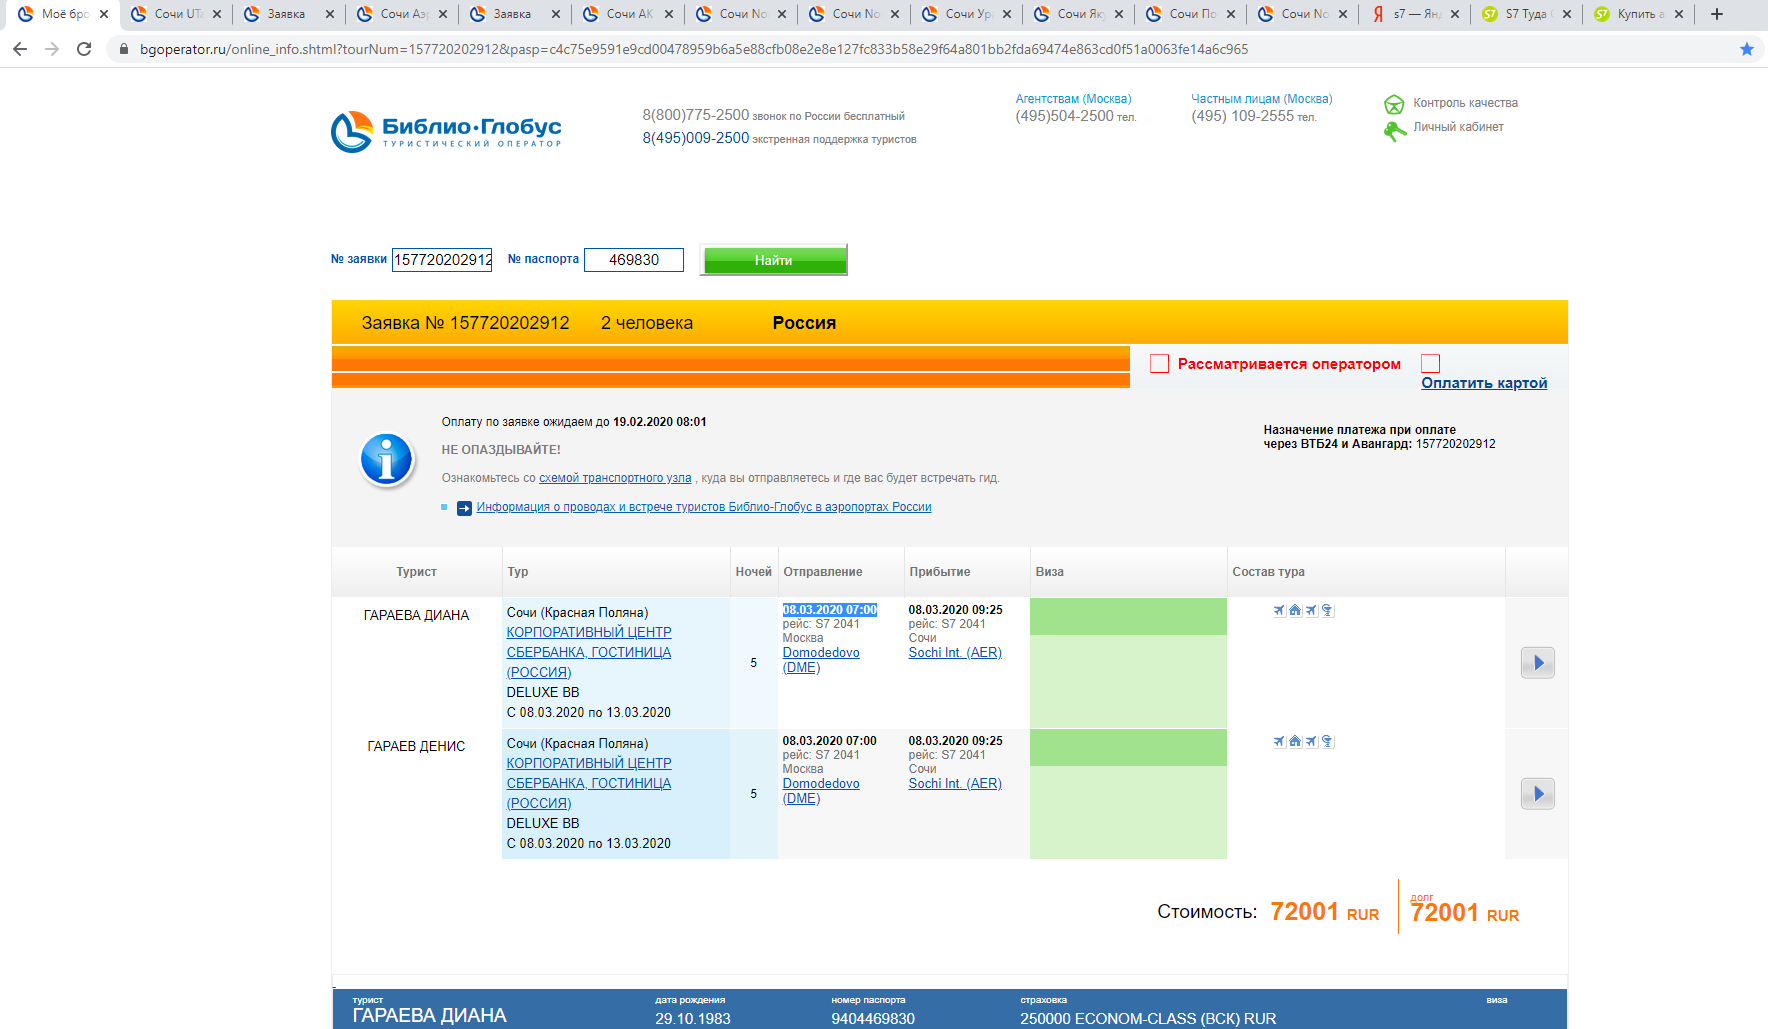 Моё бро
Сочи UTa
Заявка
Сочи Аэр
Заявка
Сочи АК
Сочи No
Сочи No
Сочи Ура
Сочи Яку
Сочи По
Сочи No
s7 — Янд
S7 Туда
Купить а
bgoperator.ru/online_info.shtml?tourNum=157720202912&pasp=c4c75e9591e9cd00478959b6a5e88cfb08e2e8e127fc833b58e29f64a801bb2fda69474e863cd0f51a0063fe14a6c965
Библио·Глобус
ТУРИСТИЧЕСКИЙ ОПЕРАТОР
8(800)775-2500 звонок по России бесплатный
8(495)009-2500 экстренная поддержка туристов
Агентствам (Москва)
(495)504-2500 тел.
Частным лицам (Москва)
(495) 109-2555 тел.
Контроль качества
Личный кабинет
№ заявки 157720202912 № паспорта 469830 Найти
Заявка № 157720202912 2 человека Россия
Рассматривается оператором
Оплатить картой
Оплату по заявке ожидаем до 19.02.2020 08:01
НЕ ОПАЗДЫВАЙТЕ!
Ознакомьтесь со схемой транспортного узла , куда вы отправляетесь и где вас будет встречать гид.
Информация о проводах и встрече туристов Библио-Глобус в аэропортах России
Назначение платежа при оплате
через ВТБ24 и Авангард: 157720202912
Турист Тур Ночей Отправление Прибытие Виза Состав тура
ГАРАЕВА ДИАНА
Сочи (Красная Поляна)
КОРПОРАТИВНЫЙ ЦЕНТР
СБЕРБАНКА, ГОСТИНИЦА
(РОССИЯ)
DELUXE BB
С 08.03.2020 по 13.03.2020
5
08.03.2020 07:00
рейс: S7 2041
Москва
Domodedovo
(DME)
08.03.2020 09:25
рейс: S7 2041
Сочи
Sochi Int. (AER)
ГАРАЕВ ДЕНИС
Сочи (Красная Поляна)
КОРПОРАТИВНЫЙ ЦЕНТР
СБЕРБАНКА, ГОСТИНИЦА
(РОССИЯ)
DELUXE BB
С 08.03.2020 по 13.03.2020
5
08.03.2020 07:00
рейс: S7 2041
Москва
Domodedovo
(DME)
08.03.2020 09:25
рейс: S7 2041
Сочи
Sochi Int. (AER)
Стоимость: 72001 RUR
долг
72001 RUR
турист дата рождения номер паспорта страховка виза
ГАРАЕВА ДИАНА 29.10.1983 9404469830 250000 ECONOM-CLASS (ВСК) RUR